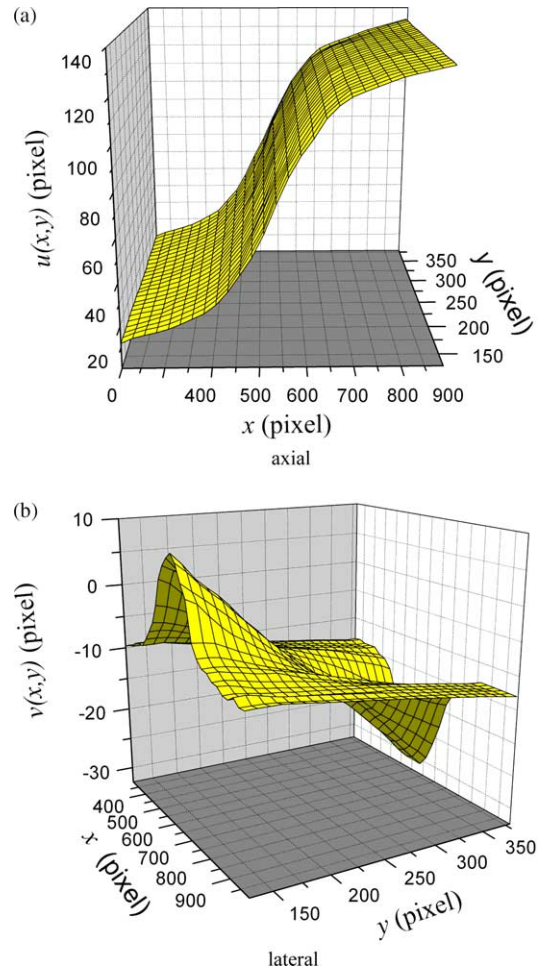 (a)
140
120
100
80
60
40
20
u(x,y) (pixel)
0 400 500 600 700 800 900
x (pixel)
350
300
250
200
150
y (pixel)
axial
(b)
10
0
-10
-20
-30
v(x,y) (pixel)
400
500
600
700
800
900
x (pixel)
150 200 250 300 350
y (pixel)
lateral